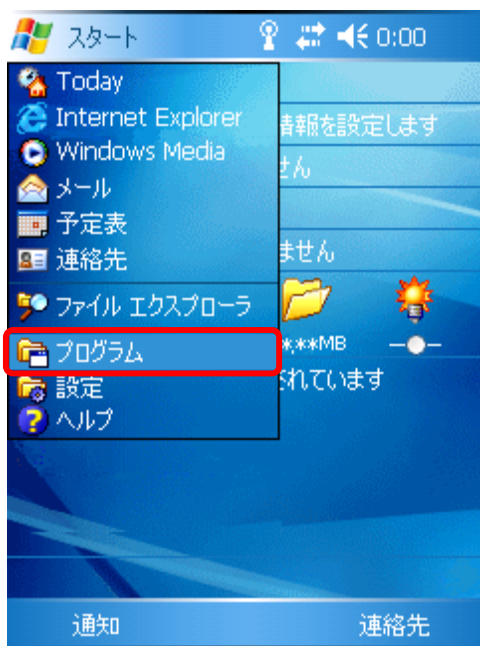 スタート 0:00
Today
Internet Explorer
Windows Media
メール
予定表
連絡先
ファイル エクスプローラ
プログラム
設定
ヘルプ
情報を設定します
せん
ません
*.**MB
されています
通知 連絡先